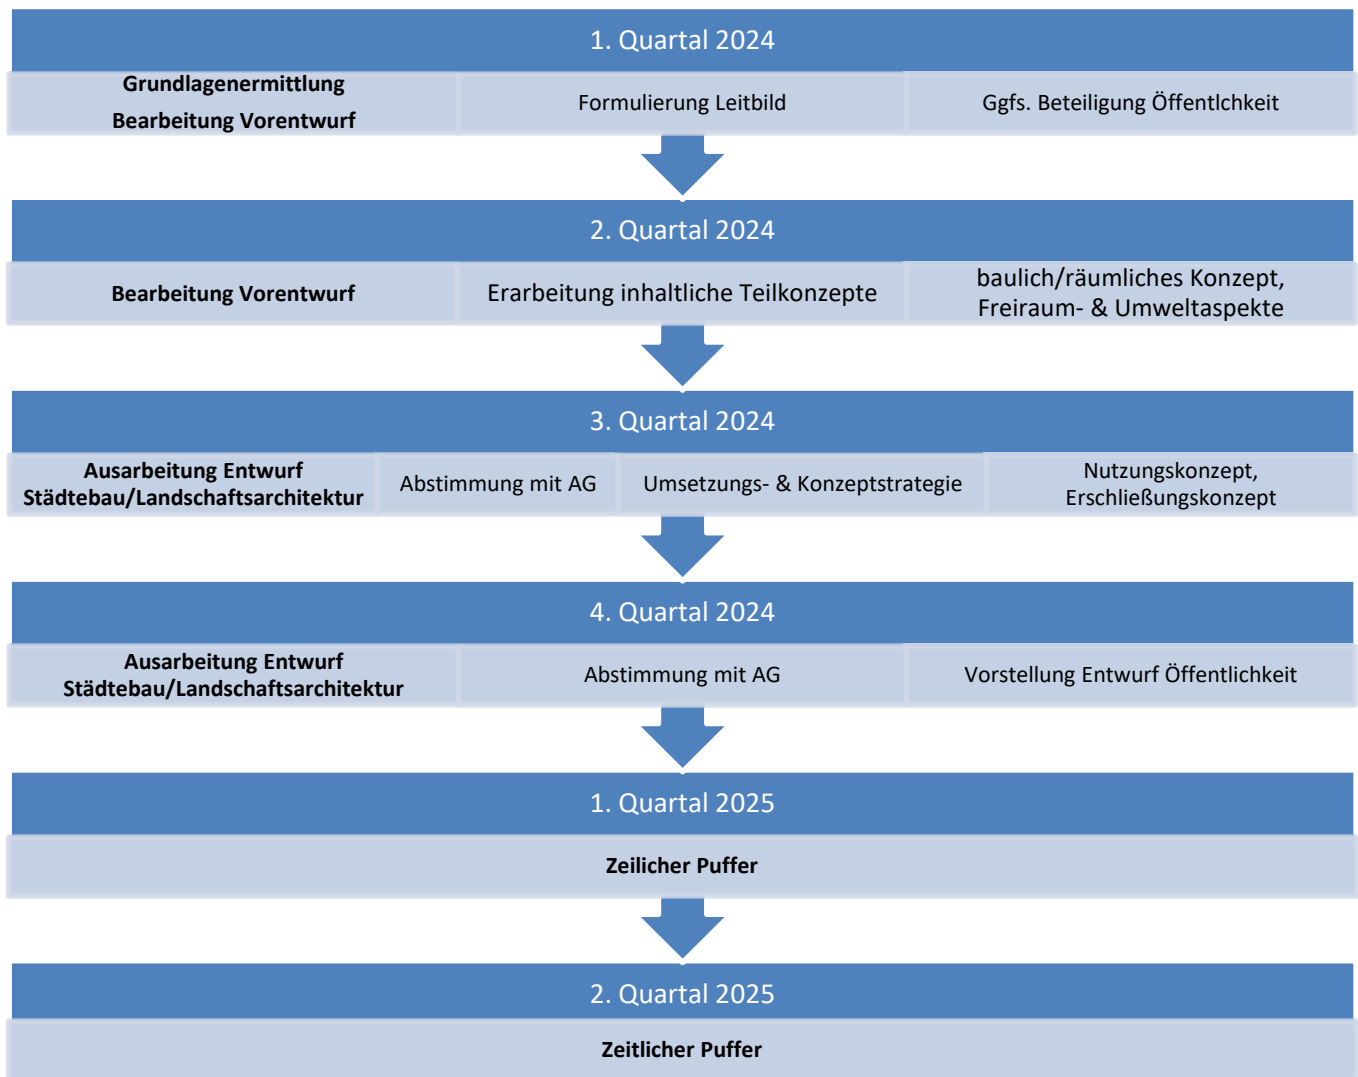 1. Quartal 2024
Grundlagenermittlung
Bearbeitung Vorentwurf
Formulierung Leitbild
Ggfs. Beteiligung Öffentlchkeit
2. Quartal 2024
Bearbeitung Vorentwurf
Erarbeitung inhaltliche Teilkonzepte
baulich/räumliches Konzept,
Freiraum- & Umweltaspekte
3. Quartal 2024
Ausarbeitung Entwurf
Städtebau/Landschaftsarchitektur
Abstimmung mit AG
Umsetzungs- & Konzeptstrategie
Nutzungskonzept,
Erschließungskonzept
4. Quartal 2024
Ausarbeitung Entwurf
Städtebau/Landschaftsarchitektur
Abstimmung mit AG
Vorstellung Entwurf Öffentlichkeit
1. Quartal 2025
Zeilicher Puffer
2. Quartal 2025
Zeitlicher Puffer